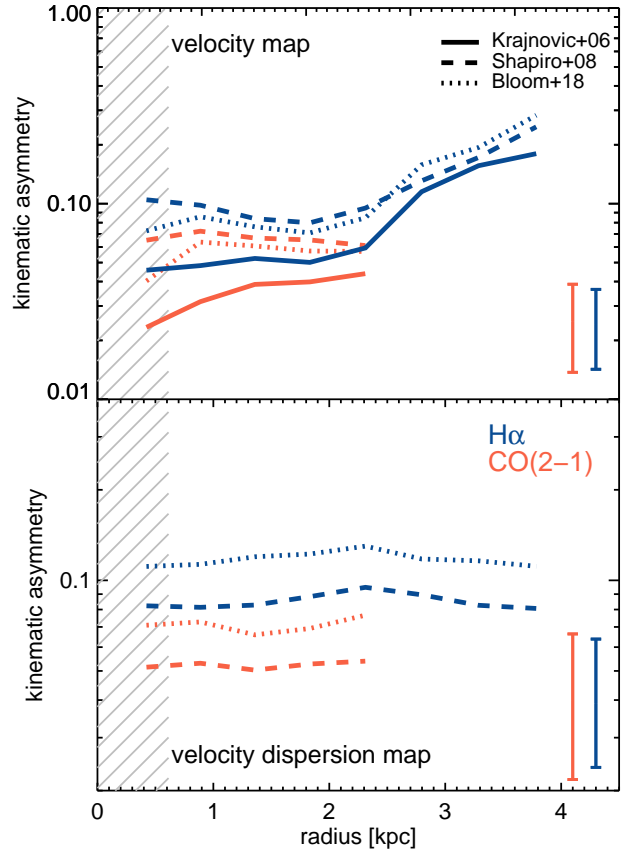 1.00
velocity map
Krajnovic+06
Shapiro+08
Bloom+18
kinematic asymmetry
0.10
0.01
Hα
CO(2−1)
kinematic asymmetry
0.1
velocity dispersion map
0 1 2 3 4
radius [kpc]